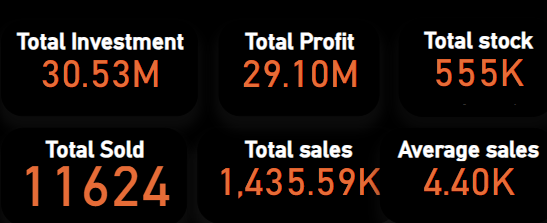 Total Investment
30.53M
Total Profit
29.10M
Total stock
555K
Total Sold
11624
Total sales
1,435.59K
Average sales
4.40K